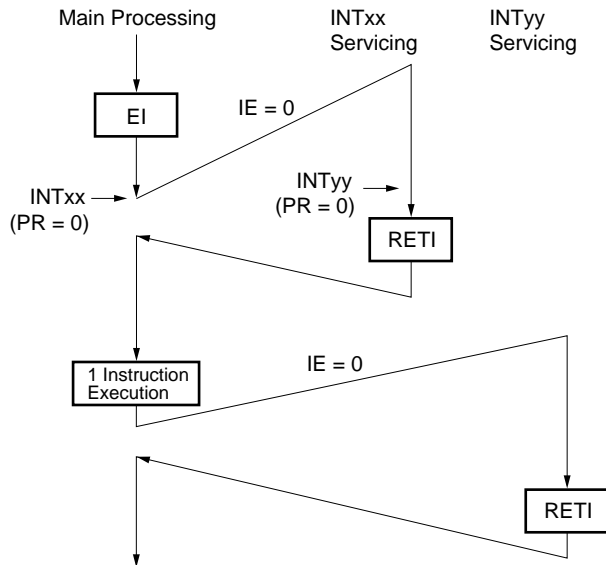 Main Processing
INTxx
Servicing
INTyy
Servicing
EI
IE = 0
INTxx
(PR = 0)
INTyy
(PR = 0)
RETI
1 Instruction
Execution
IE = 0
RETI